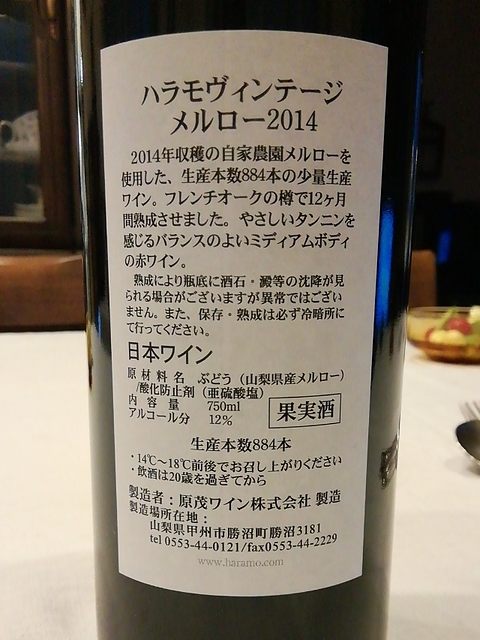 ハラモヴィンテージ
メルロー2014
2014年収穫の自家農園メルローを
使用した、生産本数884本の少量生産
ワイン。フレンチオークの樽で12ヶ月
間熟成させました。やさしいタンニンを
感じるバランスのよいミディアムボディ
の赤ワイン。
熟成により瓶底に酒石・澱等の沈降が見
られる場合がございますが異常ではござい
ません。また、保存・熟成は必ず冷暗所に
て行ってください。
日本ワイン
原材料名 ぶどう（山梨県産メルロー）
/酸化防止剤（亜硫酸塩）
内容量 750ml
アルコール分 12%
果実酒
生産本数884本
・14℃～18℃前後でお召し上がりください
・飲酒は20歳を過ぎてから
製造者：原茂ワイン株式会社 製造
製造場所在地：
山梨県甲州市勝沼町勝沼3181
tel 0553-44-0121/fax0553-44-2229
www.haramo.com